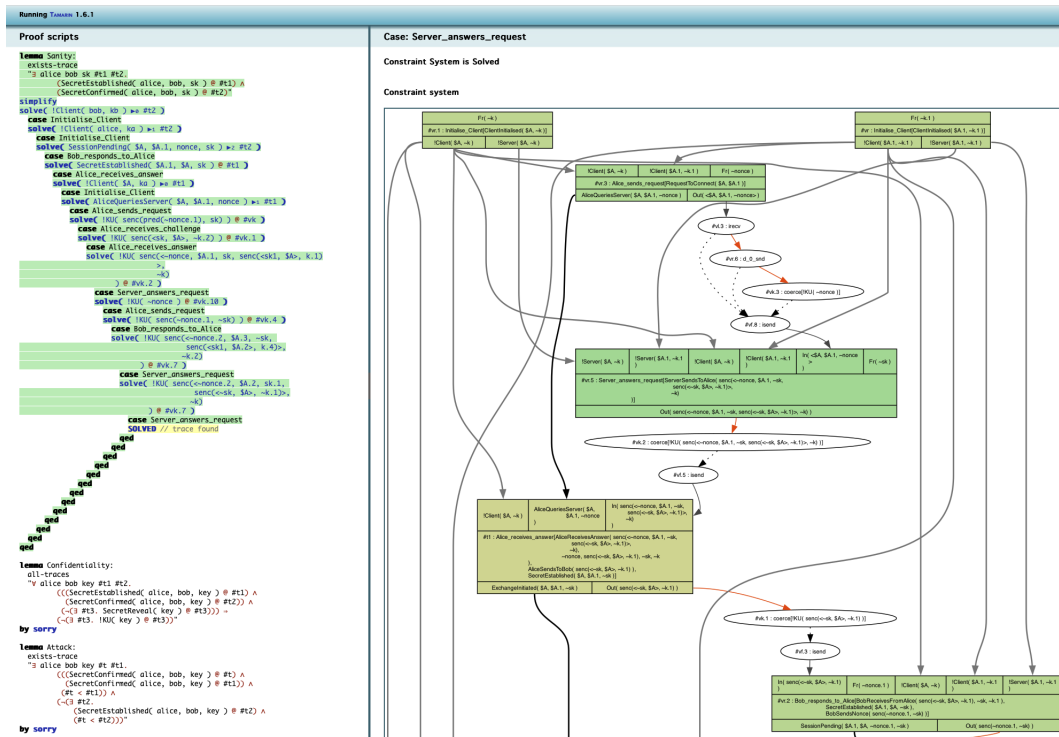 Running TAMARIN 1.6.1
Proof scripts
lemma Sanity:
exists-trace
"∃ alice bob sk #t1 #t2.
(SecretEstablished( alice, bob, sk ) @ #t1) ∧
(SecretConfirmed( alice, bob, sk ) @ #t2)"
simplify
solve( !Client( bob, kb ) ▶₀ #t2 )
case Initialise_Client
solve( !Client( alice, ka ) ▶₁ #t2 )
case Initialise_Client
solve( SessionPending( $A, $A.1, nonce, sk ) ▶₂ #t2 )
case Bob_responds_to_Alice
solve( SecretEstablished( $A.1, $A, sk ) @ #t1 )
case Alice_receives_answer
solve( !Client( $A, ka ) ▶₀ #t1 )
case Initialise_Client
solve( AliceQueriesServer( $A, $A.1, nonce ) ▶₁ #t1 )
case Alice_sends_request
solve( !KU( senc(pred(~nonce.1), sk) ) @ #vk )
case Alice_receives_challenge
solve( !KU( senc(<sk, $A>, ~k.2) ) @ #vk.1 )
case Alice_receives_answer
solve( !KU( senc(<~nonce, $A.1, sk, senc(<sk1, $A>, k.1)
>,
~k)
) @ #vk.2 )
case Server_answers_request
solve( !KU( ~nonce ) @ #vk.10 )
case Alice_sends_request
solve( !KU( senc(~nonce.1, ~sk) ) @ #vk.4 )
case Bob_responds_to_Alice
solve( !KU( senc(<~nonce.2, $A.3, ~sk,
senc(<sk1, $A.2>, k.4)>,
~k.2)
) @ #vk.7 )
case Server_answers_request
solve( !KU( senc(<~nonce.2, $A.2, sk.1,
senc(<~sk, $A>, ~k.1)>,
~k)
) @ #vk.7 )
case Server_answers_request
SOLVED // trace found
qed
qed
qed
qed
qed
qed
qed
qed
qed
qed
qed
qed
qed
lemma Confidentiality:
all-traces
"∀ alice bob key #t1 #t2.
(((SecretEstablished( alice, bob, key ) @ #t1) ∧
(SecretConfirmed( alice, bob, key ) @ #t2)) ∧
(¬(∃ #t3. SecretReveal( key ) @ #t3))) ⇒
(¬(∃ #t3. !KU( key ) @ #t3))"
by sorry
lemma Attack:
exists-trace
"∃ alice bob key #t #t1.
(((SecretConfirmed( alice, bob, key ) @ #t) ∧
(SecretConfirmed( alice, bob, key ) @ #t1)) ∧
(#t < #t1)) ∧
(¬(∃ #t2.
(SecretEstablished( alice, bob, key ) @ #t2) ∧
(#t < #t2)))"
by sorry
Case: Server_answers_request
Constraint System is Solved
Constraint system
Fr( ~k )
#vr.1 : Initialise_Client[ClientInitialised( $A, ~k )]
!Client( $A, ~k ) !Server( $A, ~k )
Fr( ~k.1 )
#vr : Initialise_Client[ClientInitialised( $A.1, ~k.1 )]
!Client( $A.1, ~k.1 ) !Server( $A.1, ~k.1 )
!Client( $A, ~k ) !Client( $A.1, ~k.1 ) Fr( ~nonce )
#vr.3 : Alice_sends_request[RequestToConnect( $A, $A.1 )]
AliceQueriesServer( $A, $A.1, ~nonce ) Out( <$A, $A.1, ~nonce> )
#vl.3 : irecv
#vr.6 : d_0_snd
#vk.3 : coerce[!KU( ~nonce )]
#vf.8 : isend
!Server( $A, ~k ) !Server( $A.1, ~k.1 !Client( $A, ~k ) !Client( $A.1, ~k.1 In( <$A, $A.1, ~nonce Fr( ~sk )
) ) >
)
#vr.5 : Server_answers_request[ServerSendsToAlice( senc(<~nonce, $A.1, ~sk,
senc(<~sk, $A>, ~k.1)>,
~k)
)]
Out( senc(<~nonce, $A.1, ~sk, senc(<~sk, $A>, ~k.1)>, ~k) )
#vk.2 : coerce[!KU( senc(<~nonce, $A.1, ~sk, senc(<~sk, $A>, ~k.1)>, ~k) )]
#vf.5 : isend
!Client( $A, ~k ) AliceQueriesServer( $A, In( senc(<~nonce, $A.1, ~sk,
$A.1, ~nonce senc(<~sk, $A>, ~k.1)>,
) ~k)
)
#t1 : Alice_receives_answer[AliceReceivesAnswer( senc(<~nonce, $A.1, ~sk,
senc(<~sk, $A>, ~k.1)>,
~k),
~nonce, senc(<~sk, $A>, ~k.1), ~sk, ~k
),
AliceSendsToBob( senc(<~sk, $A>, ~k.1) ),
SecretEstablished( $A, $A.1, ~sk )]
ExchangeInitiated( $A, $A.1, ~sk ) Out( senc(<~sk, $A>, ~k.1) )
#vk.1 : coerce[!KU( senc(<~sk, $A>, ~k.1) )]
#vf.3 : isend
In( senc(<~sk, $A>, ~k.1) Fr( ~nonce.1 ) !Client( $A, ~k ) !Client( $A.1, ~k.1 !Server( $A.1, ~k.1
) ) )
#vr.2 : Bob_responds_to_Alice[BobReceivesFromAlice( senc(<~sk, $A>, ~k.1), ~sk, ~k.1 ),
SecretEstablished( $A.1, $A, ~sk ),
BobSendsNonce( senc(~nonce.1, ~sk) )]
SessionPending( $A.1, $A, ~nonce.1, ~sk ) Out( senc(~nonce.1, ~sk) )